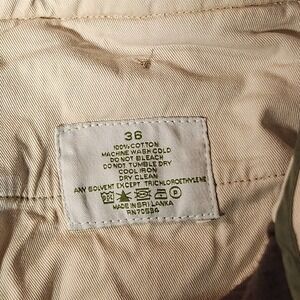 36
100% COTTON
MACHINE WASH COLD
DO NOT BLEACH
DO NOT TUMBLE DRY
COOL IRON
DRY CLEAN
ANY SOLVENT EXCEPT TRICHLOROETHYLENE
MADE IN SRI LANKA
RN70536